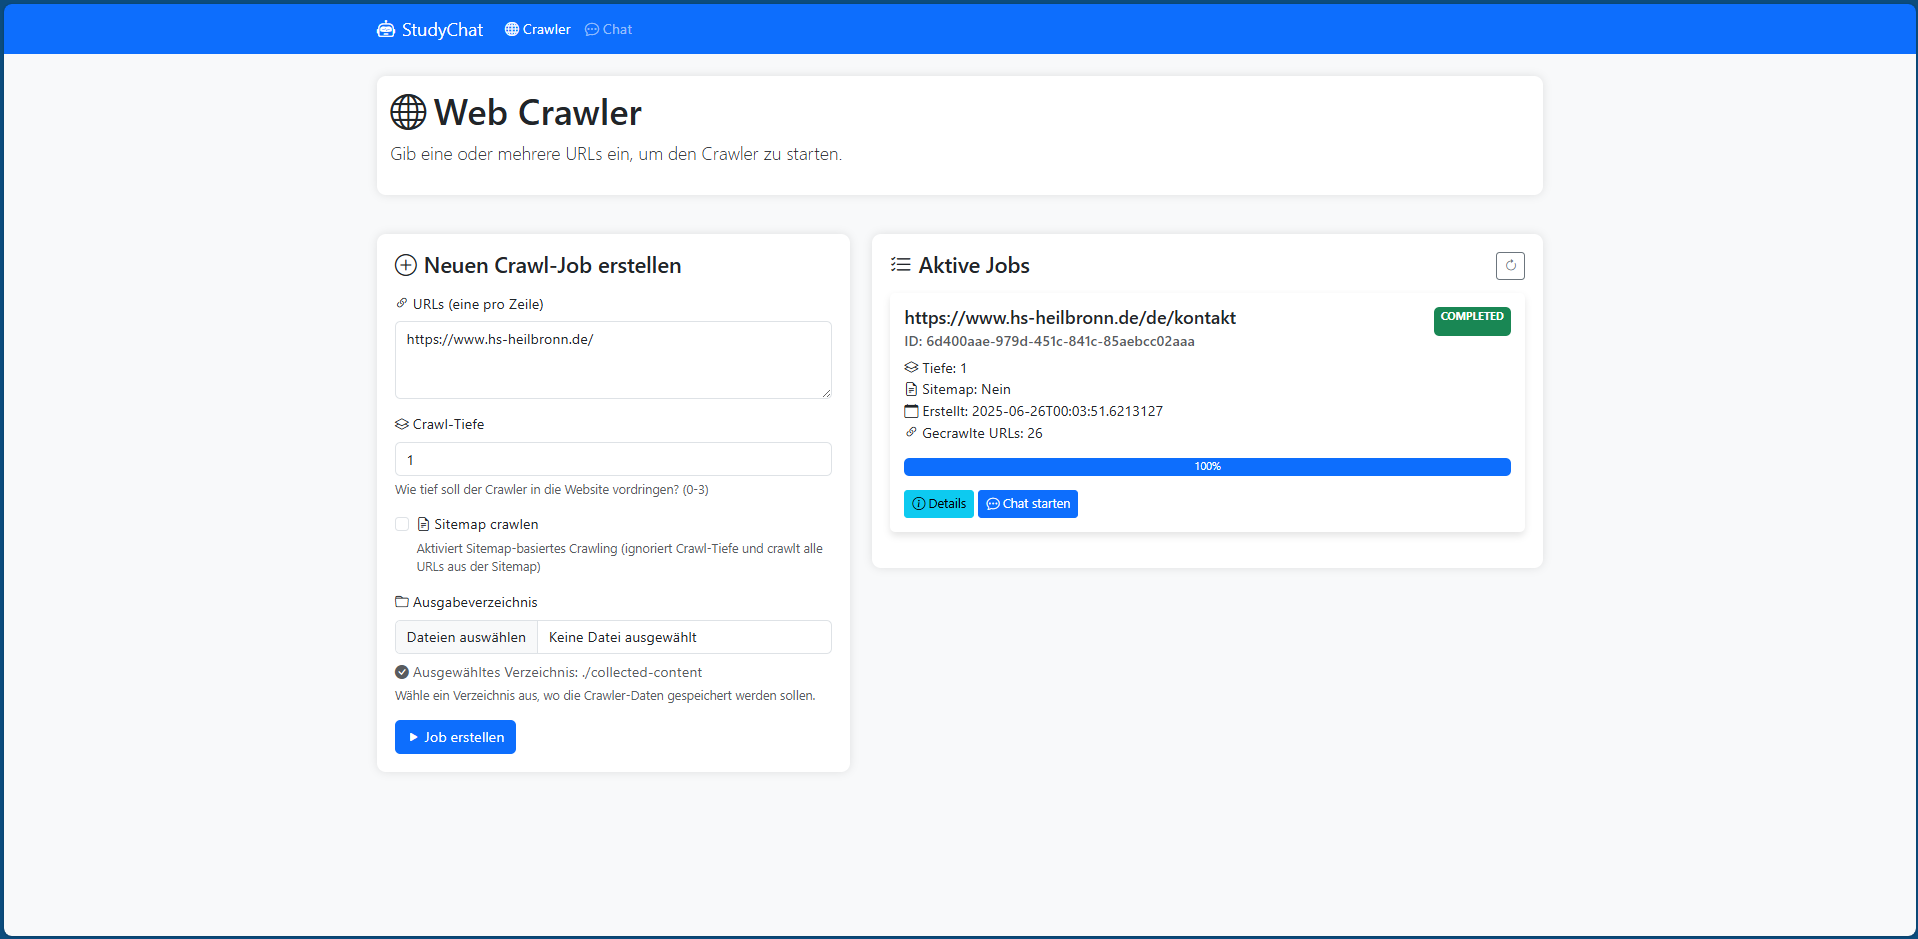 StudyChat Crawler Chat
Web Crawler
Gib eine oder mehrere URLs ein, um den Crawler zu starten.
Neuen Crawl-Job erstellen
URLs (eine pro Zeile)
https://www.hs-heilbronn.de/
Crawl-Tiefe
1
Wie tief soll der Crawler in die Website vordringen? (0-3)
Sitemap crawlen
Aktiviert Sitemap-basiertes Crawling (ignoriert Crawl-Tiefe und crawlt alle
URLs aus der Sitemap)
Ausgabeverzeichnis
Dateien auswählen Keine Datei ausgewählt
Ausgewähltes Verzeichnis: ./collected-content
Wähle ein Verzeichnis aus, wo die Crawler-Daten gespeichert werden sollen.
Job erstellen
Aktive Jobs
https://www.hs-heilbronn.de/de/kontakt
COMPLETED
ID: 6d400aae-979d-451c-841c-85aebcc02aaa
Tiefe: 1
Sitemap: Nein
Erstellt: 2025-06-26T00:03:51.6213127
Gecrawlte URLs: 26
100%
Details Chat starten